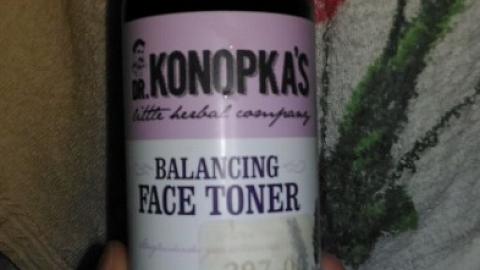 DR. KONOPKA'S
little herbal company
BALANCING
FACE TONER